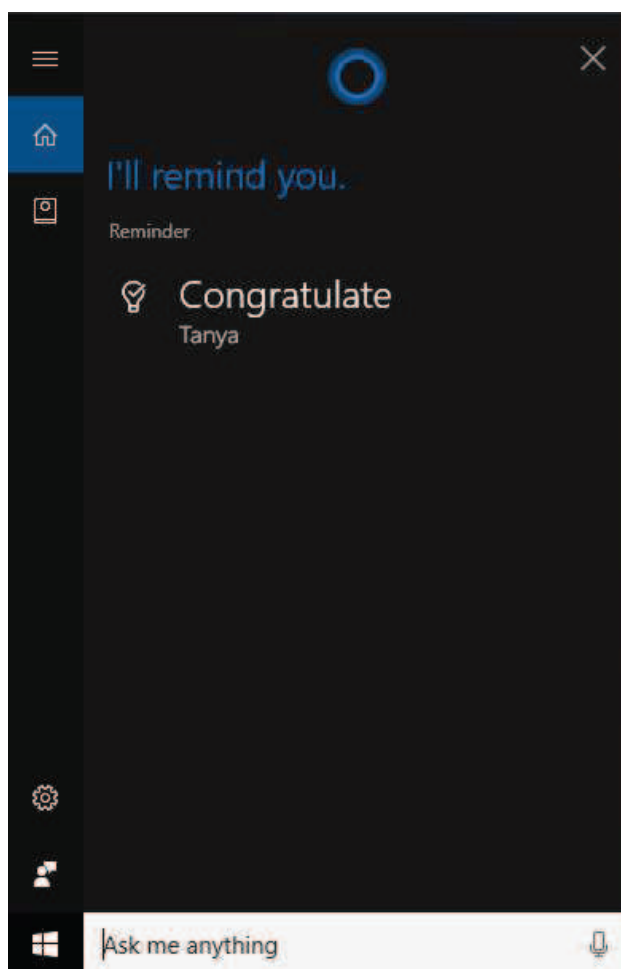 I'll remind you.
Reminder
Congratulate
Tanya
Ask me anything